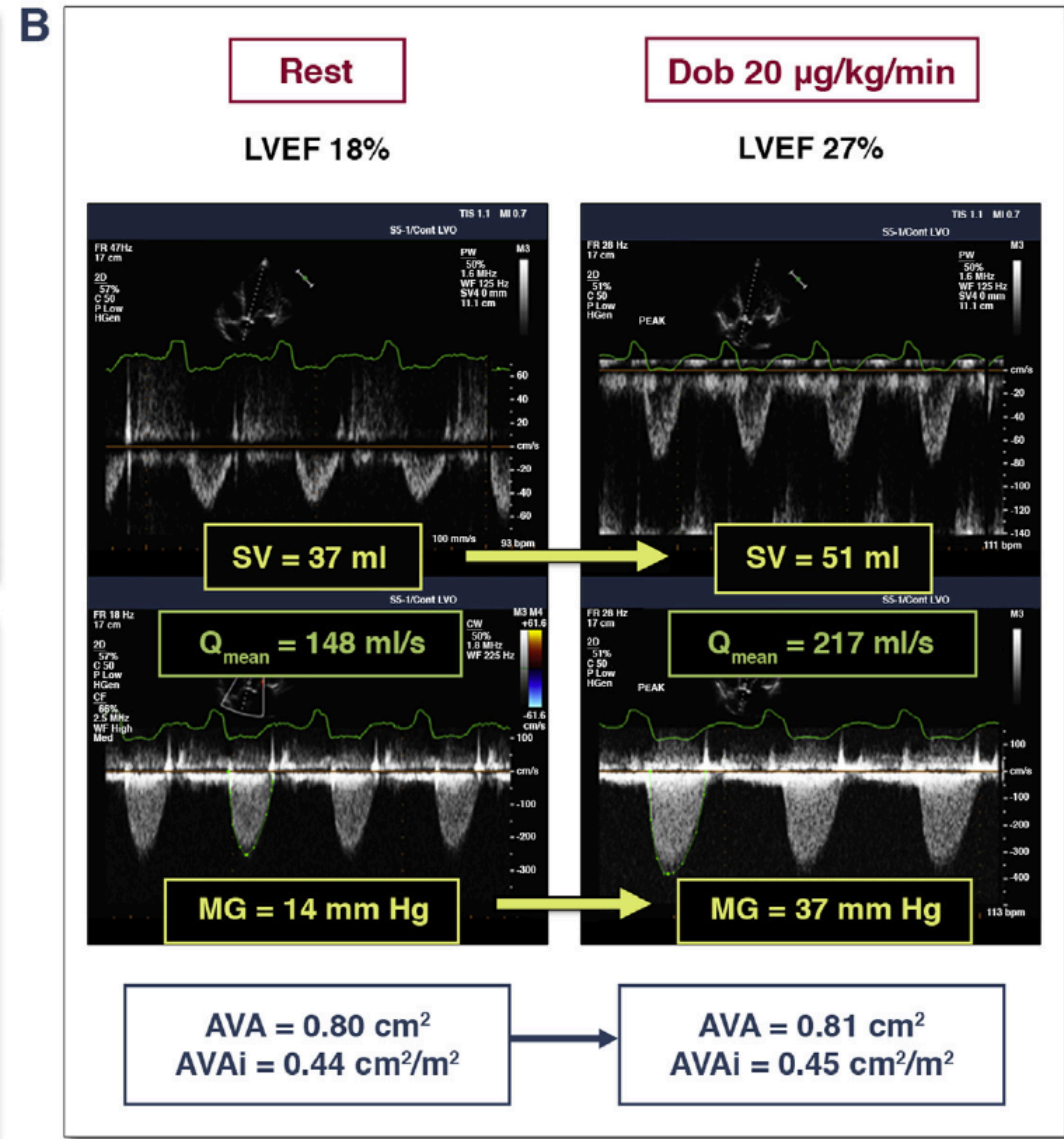 B
Rest
LVEF 18%
TIS 1.1 MI 0.7
S5-1/Cont LVO
FR 47Hz
17 cm
2D
57%
C 50
P Low
HGen
PW
50%
1.6 MHz
WF 125 Hz
SV4 0 mm
11.1 cm
M3
60
40
20
cm/s
-20
-40
-60
100 mm/s
93 bpm
SV = 37 ml
S5-1/Cont LVO
FR 18 Hz
17 cm
2D
57%
C 50
P Low
HGen
CF
66%
2.5 MHz
WF High
Med
CW
50%
1.8 MHz
WF 225 Hz
M3 M4
+61.6
-61.6
cm/s
Qmean = 148 ml/s
100
cm/s
-100
-200
-300
MG = 14 mm Hg
AVA = 0.80 cm²
AVAi = 0.44 cm²/m²
Dob 20 µg/kg/min
LVEF 27%
TIS 1.1 MI 0.7
S5-1/Cont LVO
FR 28 Hz
17 cm
2D
51%
C 50
P Low
HGen
PEAK
PW
50%
1.6 MHz
WF 125 Hz
SV4 0 mm
11.1 cm
M3
cm/s
-20
-40
-60
-80
-100
-120
-140
111 bpm
SV = 51 ml
S5-1/Cont LVO
FR 28 Hz
17 cm
2D
51%
C 50
P Low
HGen
PEAK
M3
Qmean = 217 ml/s
100
cm/s
-100
-200
-300
-400
113 bpm
MG = 37 mm Hg
AVA = 0.81 cm²
AVAi = 0.45 cm²/m²